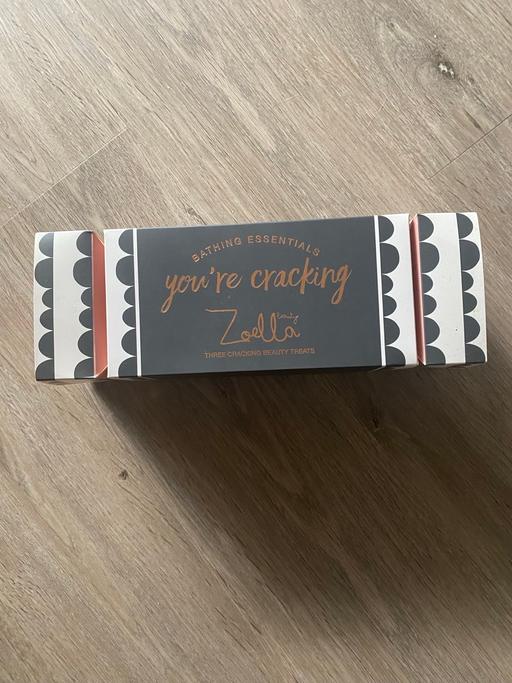 BATHING ESSENTIALS
you're cracking
Zoella beauty
THREE CRACKING BEAUTY TREATS